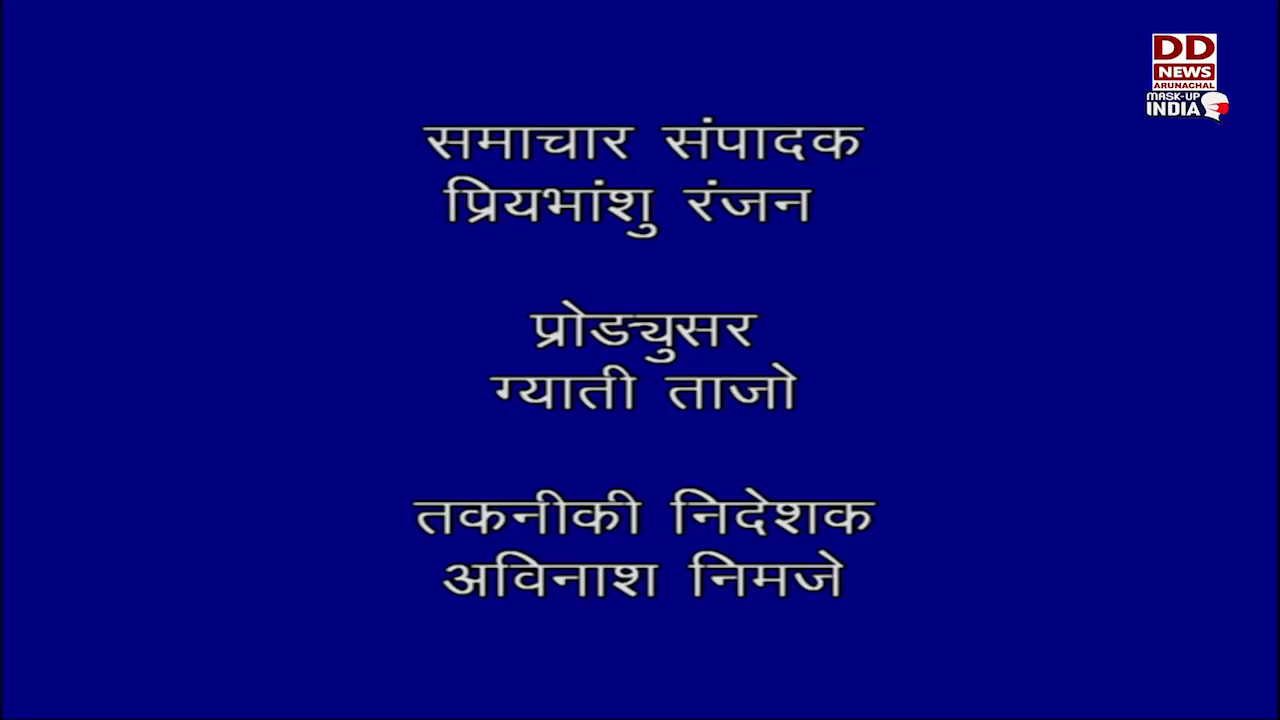 DD
NEWS
ARUNACHAL
MASK-UP
INDIA
समाचार संपादक
प्रियभांशु रंजन
प्रोड्युसर
ग्याती ताजो
तकनीकी निदेशक
अविनाश निमजे